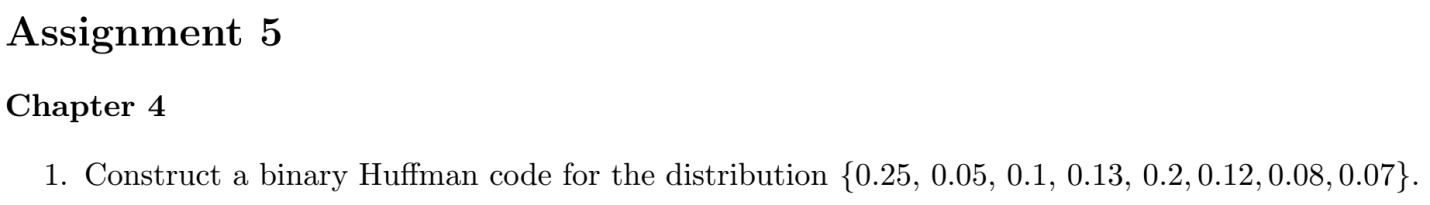 Assignment 5
Chapter 4
1. Construct a binary Huffman code for the distribution {0.25, 0.05, 0.1, 0.13, 0.2, 0.12, 0.08, 0.07}.